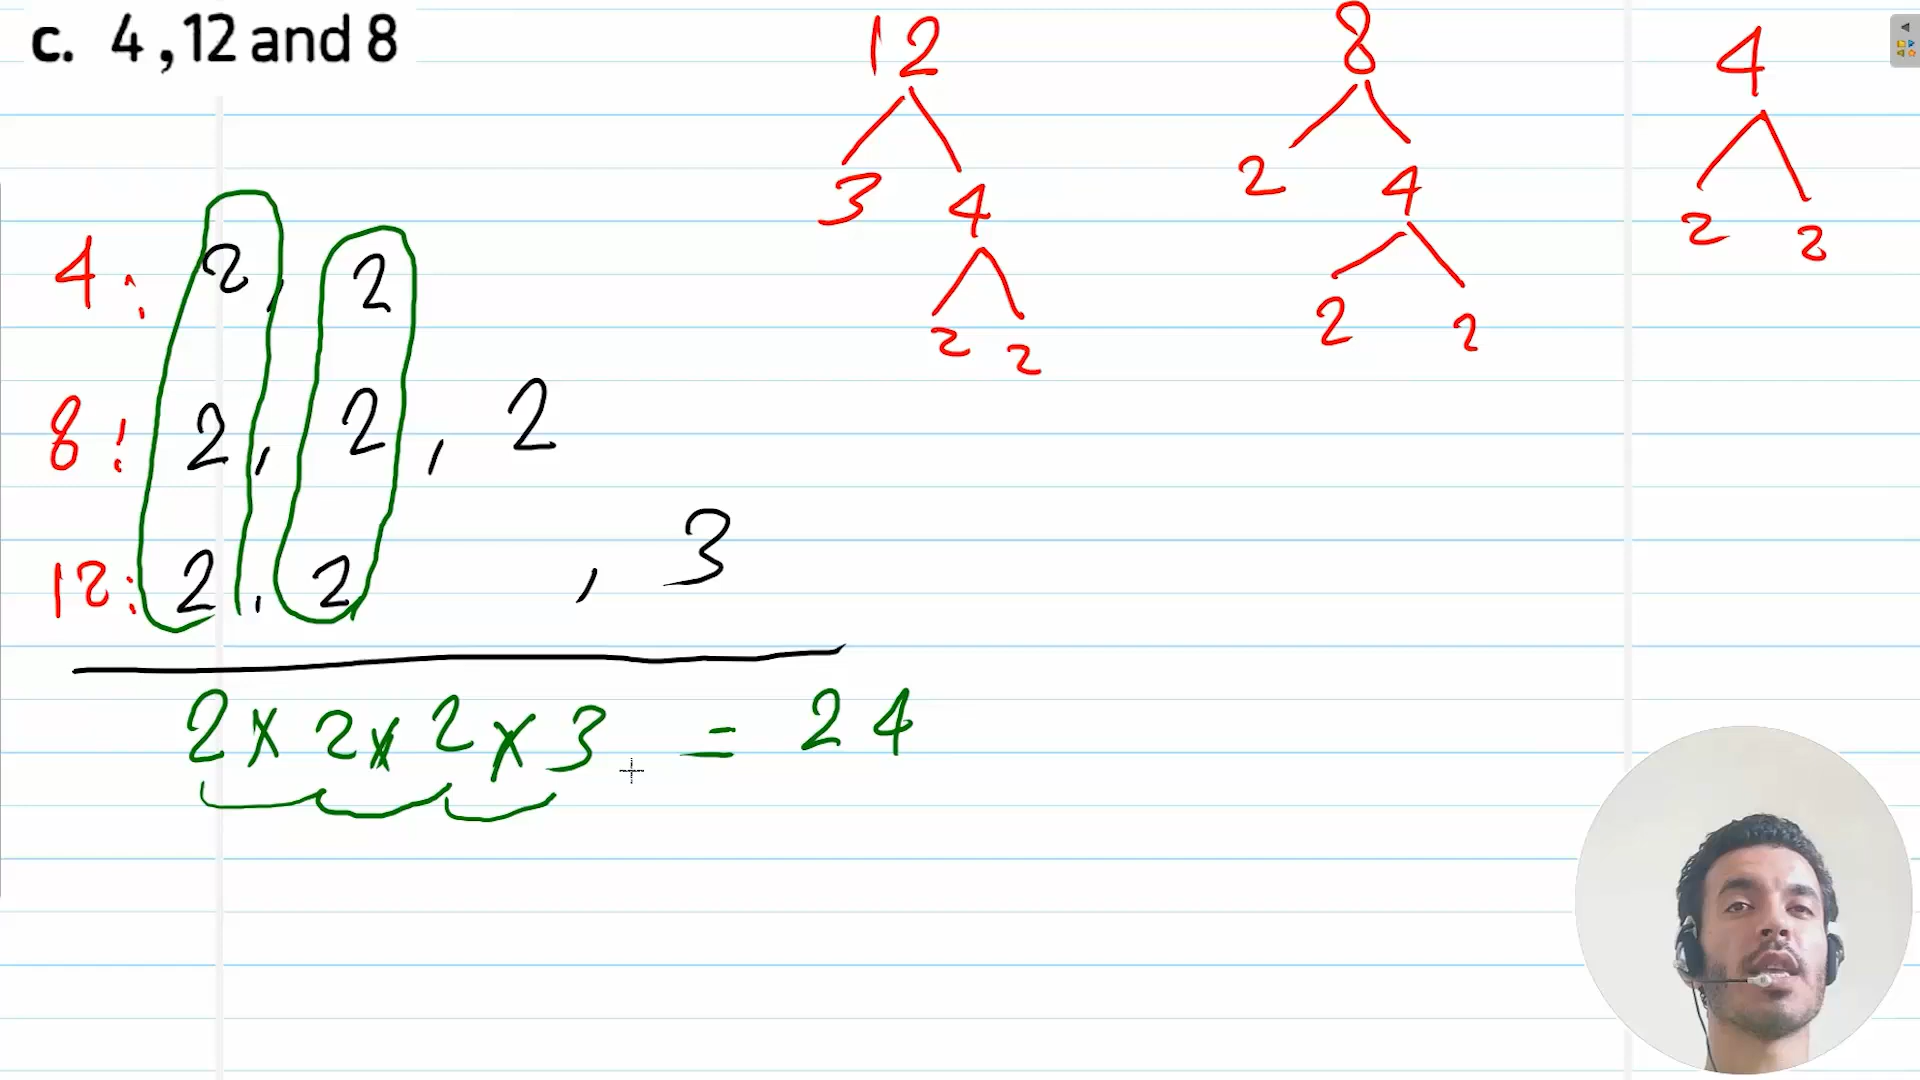 c. 4 , 12 and 8
12
3 4
2 2
8
2 4
2 2
4
2 2
4: 2, 2
8: 2, 2, 2
12: 2, 2 , 3
2 x 2 x 2 x 3 = 24